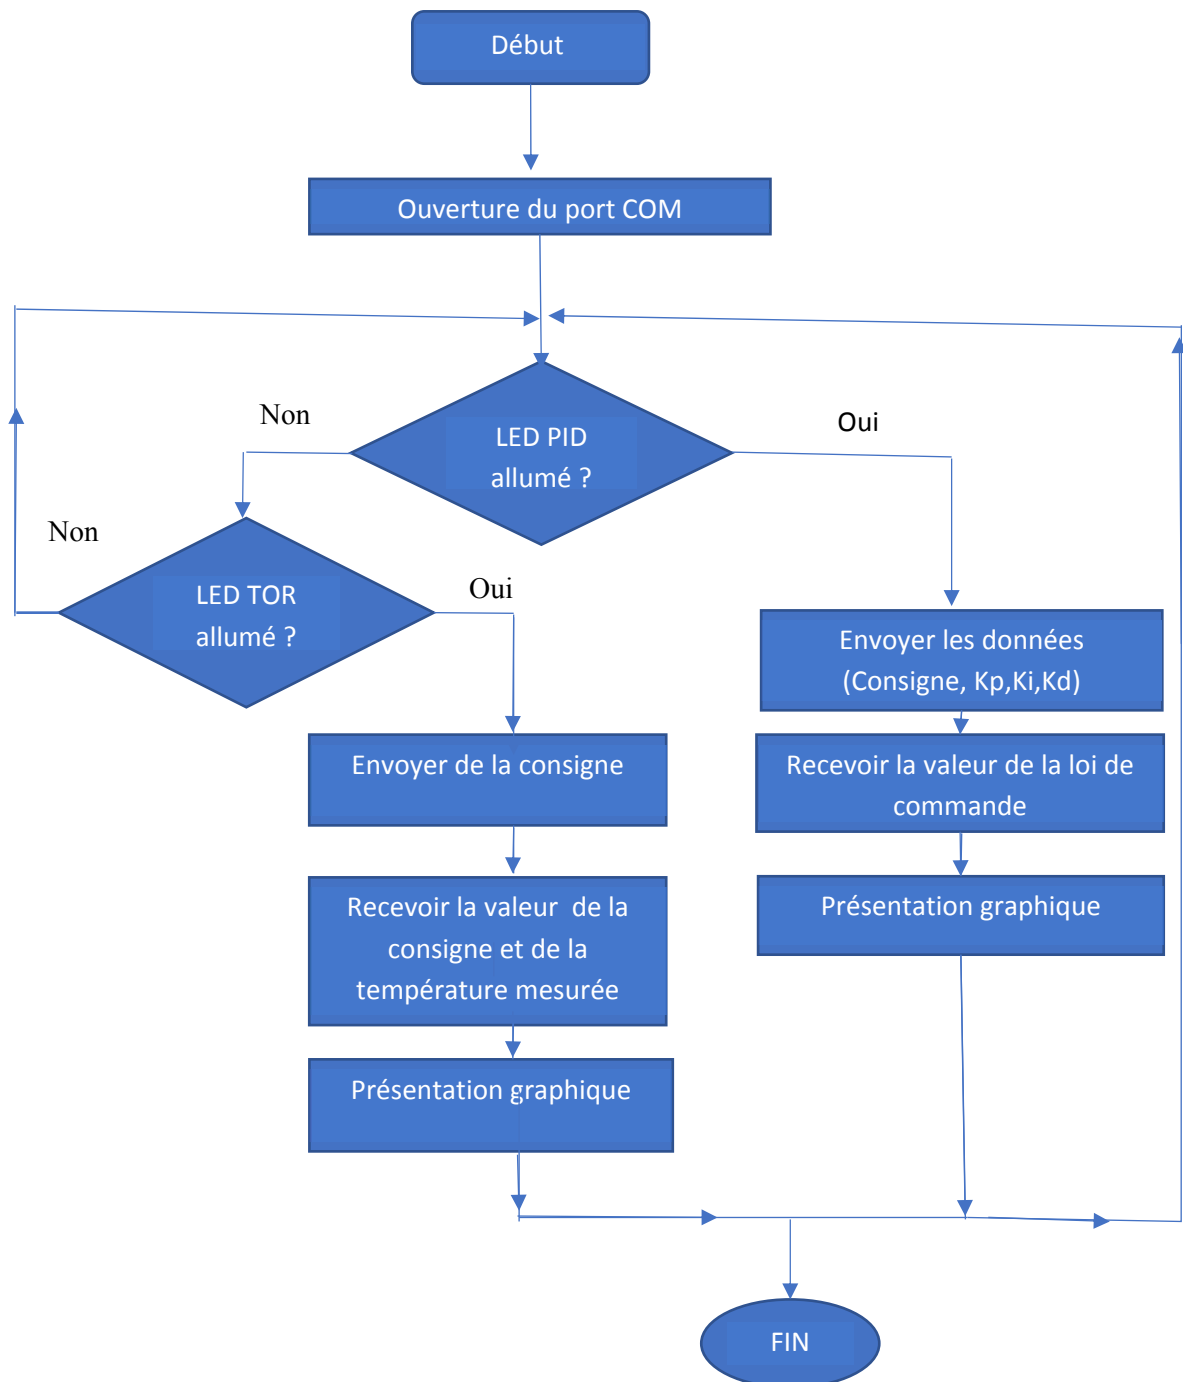 Début
Ouverture du port COM
Non
Oui
LED PID
allumé ?
Non
Oui
LED TOR
allumé ?
Envoyer les données
(Consigne, Kp,Ki,Kd)
Envoyer de la consigne
Recevoir la valeur de la loi de
commande
Recevoir la valeur  de la
consigne et de la
température mesurée
Présentation graphique
Présentation graphique
FIN